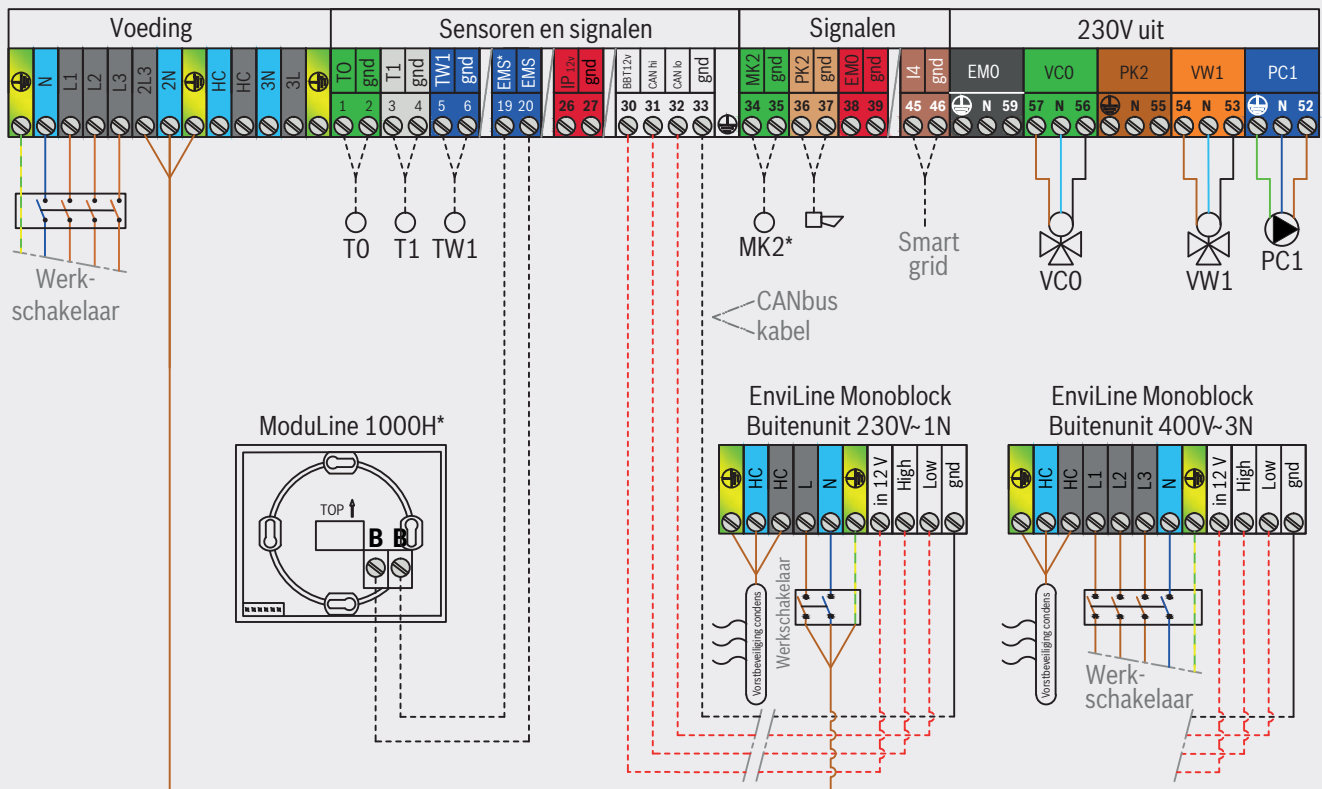 Voeding
Sensoren en signalen
Signalen
230V uit
N L1 L2 L3 2L3 2N HC HC 3N 3L
T0 gnd T1 gnd TW1 gnd EMS* EMS IP 12v gnd BBT12v CAN hi CAN lo gnd
MK2 gnd PK2 gnd EM0 gnd I4 gnd
EM0 VC0 PK2 VW1 PC1
1 2 3 4 5 6 19 20 26 27 30 31 32 33 34 35 36 37 38 39 45 46
N 59 57 N 56 N 55 54 N 53 N 52
T0 T1 TW1 MK2*
Smart
grid
VC0 VW1 PC1
Werk-
schakelaar
CANbus
kabel
ModuLine 1000H*
TOP
B B
EnviLine Monoblock
Buitenunit 230V~1N
HC HC L N in 12 V High Low gnd
Vorstbeveiliging condens
Werkschakelaar
EnviLine Monoblock
Buitenunit 400V~3N
HC HC L1 L2 L3 N in 12 V High Low gnd
Vorstbeveiliging condens
Werk-
schakelaar